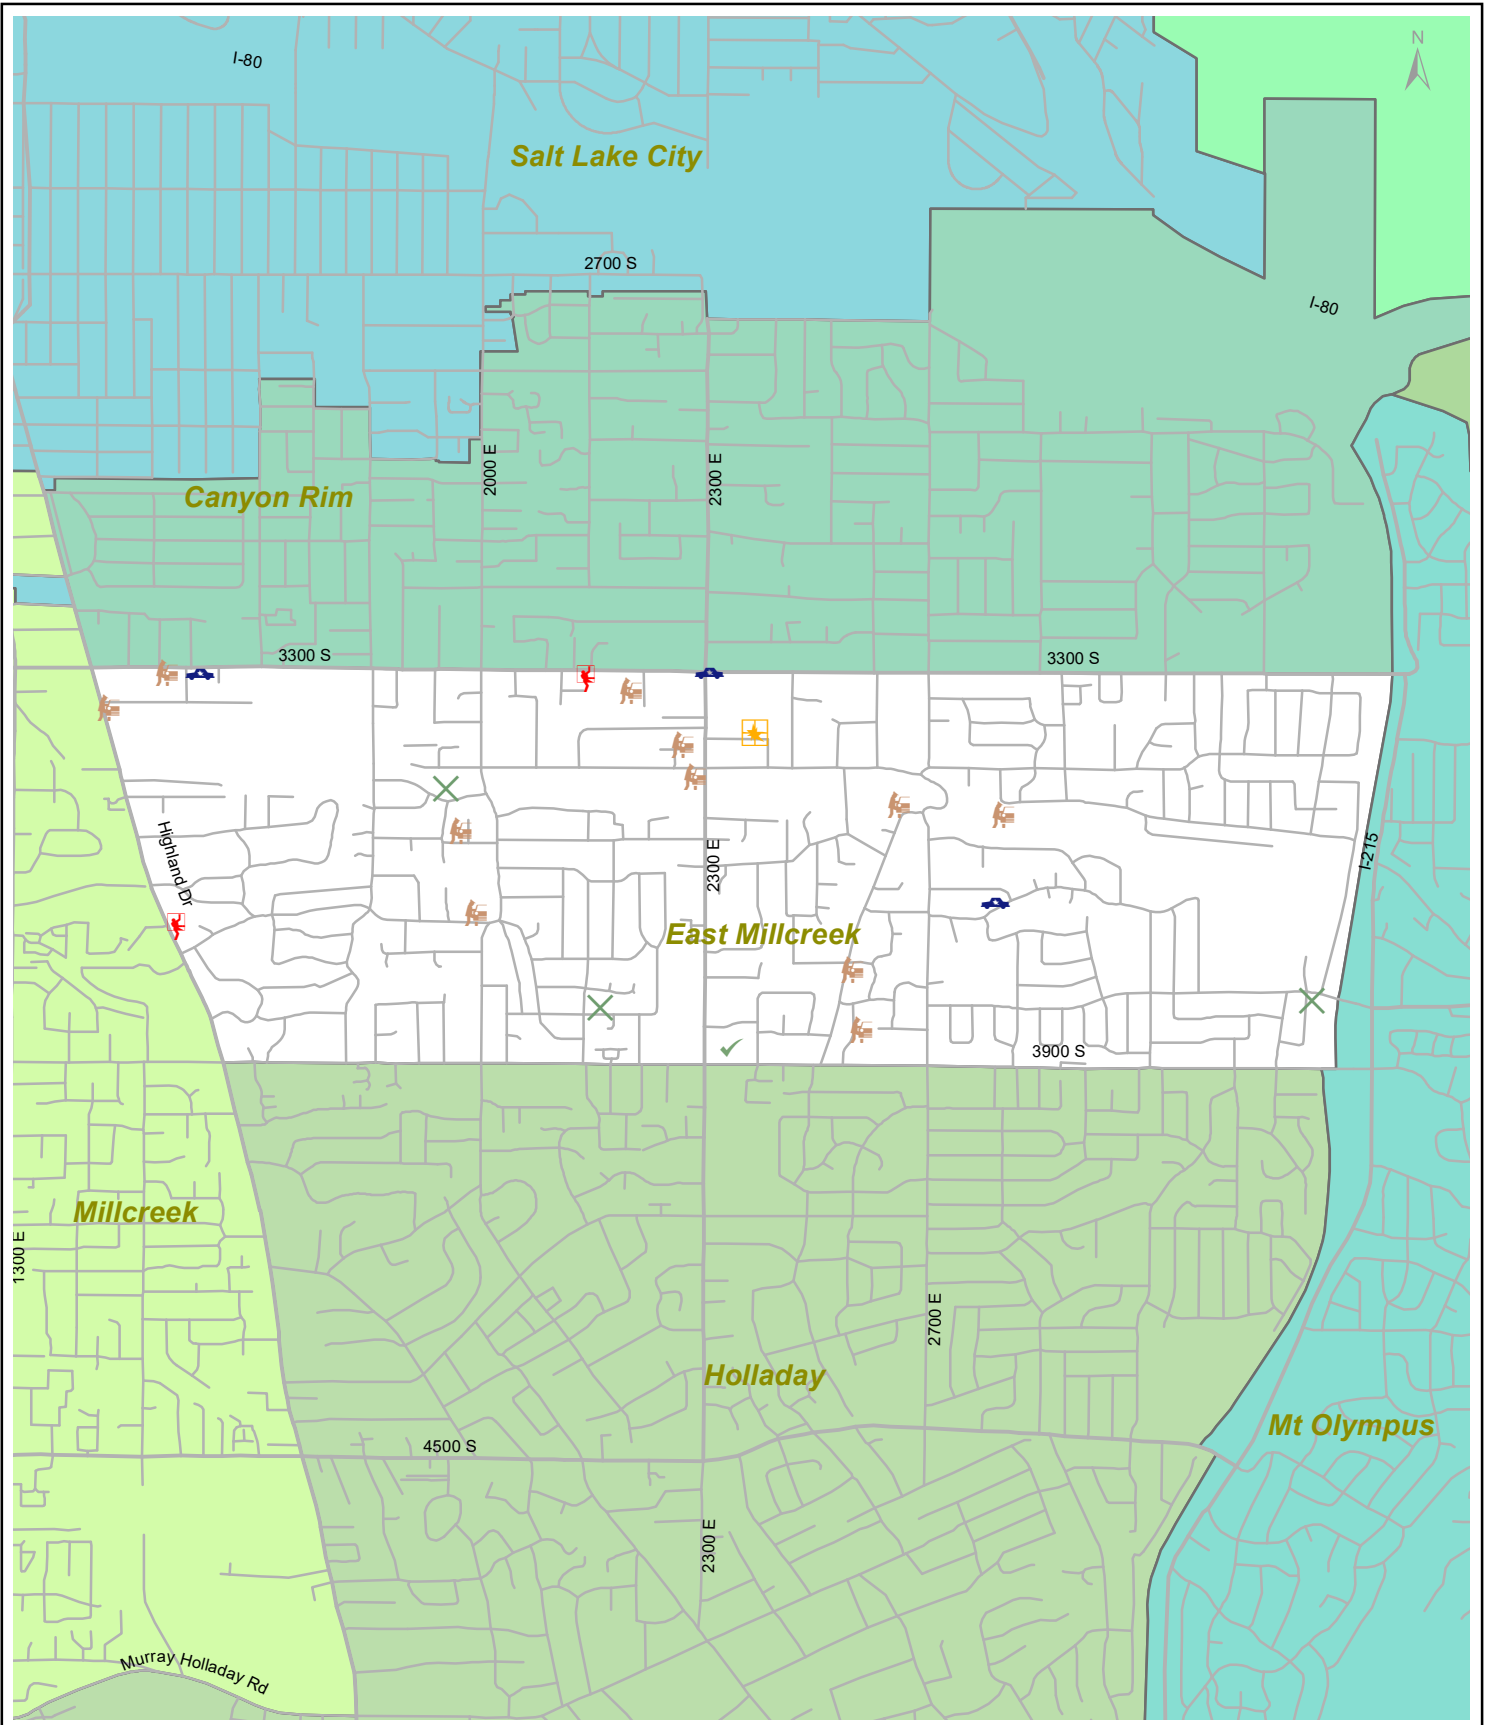 N
I-80
Salt Lake City
2700 S
I-80
2000 E
2300 E
Canyon Rim
3300 S
3300 S
Highland Dr
2300 E
I-215
East Millcreek
3900 S
Millcreek
1300 E
2700 E
Holladay
Mt Olympus
4500 S
2300 E
Murray Holladay Rd